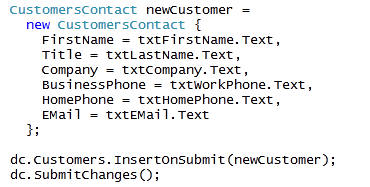 CustomersContact newCustomer =
new CustomersContact {
FirstName = txtFirstName.Text,
Title = txtLastName.Text,
Company = txtCompany.Text,
BusinessPhone = txtWorkPhone.Text,
HomePhone = txtHomePhone.Text,
EMail = txtEMail.Text
};
dc.Customers.InsertOnSubmit(newCustomer);
dc.SubmitChanges();